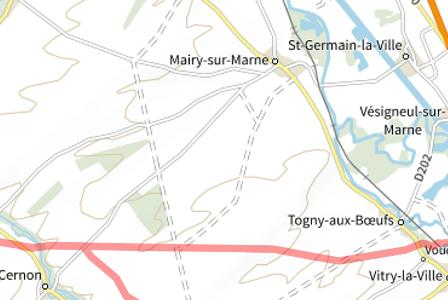 St-Germain-la-Ville
Mairy-sur-Marne
Vésigneul-sur-
Marne
D202
Togny-aux-Bœufs
Cernon
Vitry-la-Ville